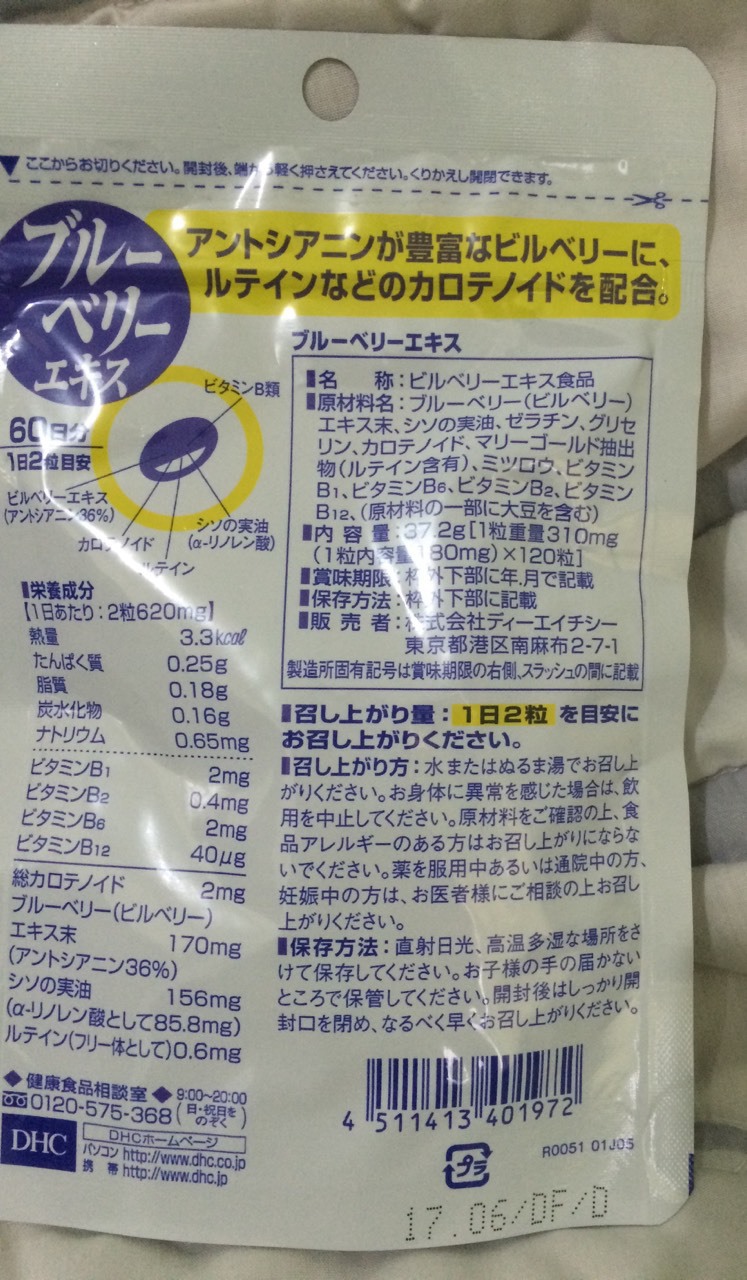 ▼ここからお切りください。開封後、端から軽く押さえてください。くりかえし開閉できます。
ブルー
ベリー
エキス
アントシアニンが豊富なビルベリーに、
ルテインなどのカロテノイドを配合。
60日分
1日2粒目安
ビタミンB類
ビルベリーエキス
(アントシアニン36%)
カロテノイド
ルテイン
シソの実油
(α-リノレン酸)
栄養成分
【1日あたり:2粒620mg】
熱量 3.3kcal
たんぱく質 0.25g
脂質 0.18g
炭水化物 0.16g
ナトリウム 0.65mg
ビタミンB1 2mg
ビタミンB2 0.4mg
ビタミンB6 2mg
ビタミンB12 40μg
総カロテノイド 2mg
ブルーベリー(ビルベリー)
エキス末 170mg
(アントシアニン36%)
シソの実油 156mg
(α-リノレン酸として85.8mg)
ルテイン(フリー体として)0.6mg
◆健康食品相談室◆ 9:00~20:00
0120-575-368(日・祝日をのぞく)
DHC
DHCホームページ
パソコン http://www.dhc.co.jp
携帯 http://www.dhc.jp
ブルーベリーエキス
名 称:ビルベリーエキス食品
原材料名:ブルーベリー(ビルベリー)
エキス末、シソの実油、ゼラチン、グリセ
リン、カロテノイド、マリーゴールド抽出
物(ルテイン含有)、ミツロウ、ビタミン
B1、ビタミンB6、ビタミンB2、ビタミン
B12、(原材料の一部に大豆を含む)
内容量:37.2g[1粒重量310mg
(1粒内容量180mg)×120粒]
賞味期限:枠外下部に年.月で記載
保存方法:枠外下部に記載
販売者:株式会社ディーエイチシー
東京都港区南麻布2-7-1
製造所固有記号は賞味期限の右側、スラッシュの間に記載
召し上がり量:1日2粒を目安に
お召し上がりください。
召し上がり方:水またはぬるま湯でお召し上
がりください。お身体に異常を感じた場合は、飲
用を中止してください。原材料をご確認の上、食
品アレルギーのある方はお召し上がりにならな
いでください。薬を服用中あるいは通院中の方、
妊娠中の方は、お医者様にご相談の上お召し
上がりください。
保存方法:直射日光、高温多湿な場所をさ
けて保存してください。お子様の手の届かない
ところで保管してください。開封後はしっかり開
封口を閉め、なるべく早くお召し上がりください。
4 511413 401972
プラ
R0051 01J05
17.06/DF/D